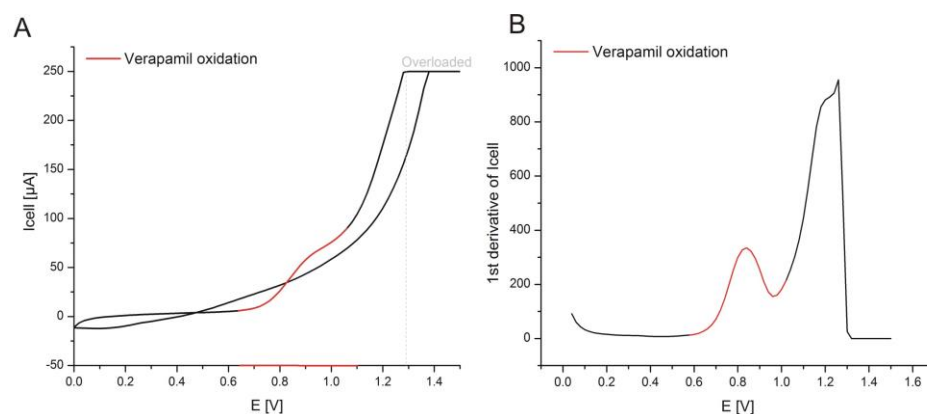 A
Verapamil oxidation
Overloaded
250
200
150
100
50
0
-50
Icell [µA]
0.0 0.2 0.4 0.6 0.8 1.0 1.2 1.4
E [V]
B
Verapamil oxidation
1000
800
600
400
200
0
1st derivative of Icell
0.0 0.2 0.4 0.6 0.8 1.0 1.2 1.4 1.6
E [V]